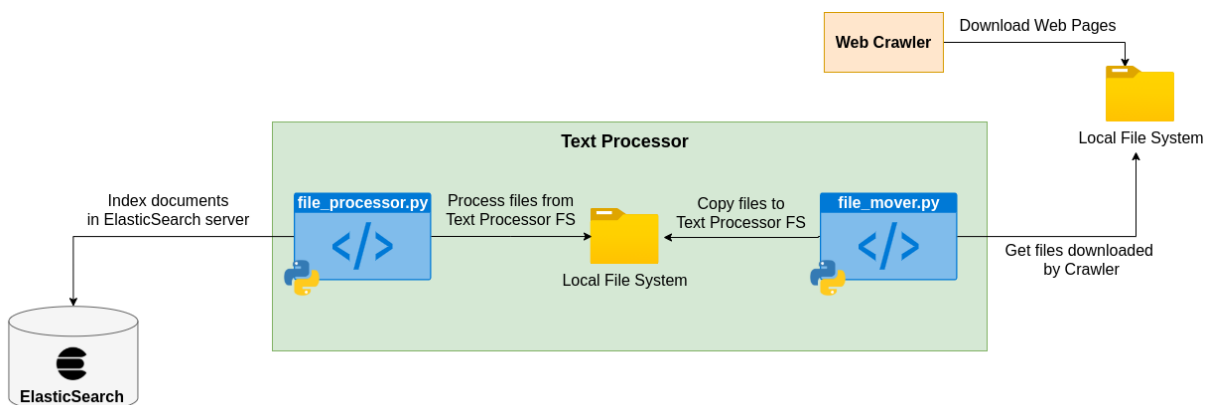 Download Web Pages
Web Crawler
Local File System
Text Processor
Index documents
in ElasticSearch server
file_processor.py
</>
Process files from
Text Processor FS
Local File System
Copy files to
Text Processor FS
file_mover.py
</>
Get files downloaded
by Crawler
ElasticSearch